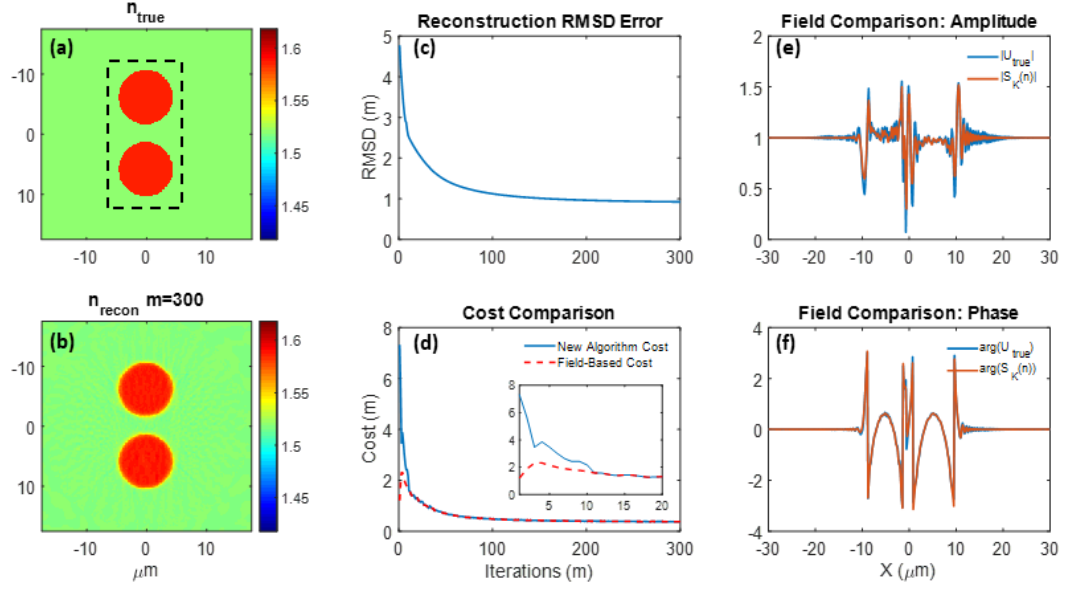 n_true
(a)
-10
0
10
-10 0 10
1.6
1.55
1.5
1.45
Reconstruction RMSD Error
(c)
RMSD (m)
5
4
3
2
1
0
0 100 200 300
Field Comparison: Amplitude
(e)
|U_true|
|S_K(n)|
2
1.5
1
0.5
0
-30 -20 -10 0 10 20 30
n_recon m=300
(b)
-10
0
10
-10 0 10
μm
1.6
1.55
1.5
1.45
Cost Comparison
(d)
New Algorithm Cost
Field-Based Cost
Cost (m)
8
6
4
2
0
0 100 200 300
Iterations (m)
8
6
4
2
0
5 10 15 20
Field Comparison: Phase
(f)
arg(U_true)
arg(S_K(n))
4
2
0
-2
-4
-30 -20 -10 0 10 20 30
X (μm)